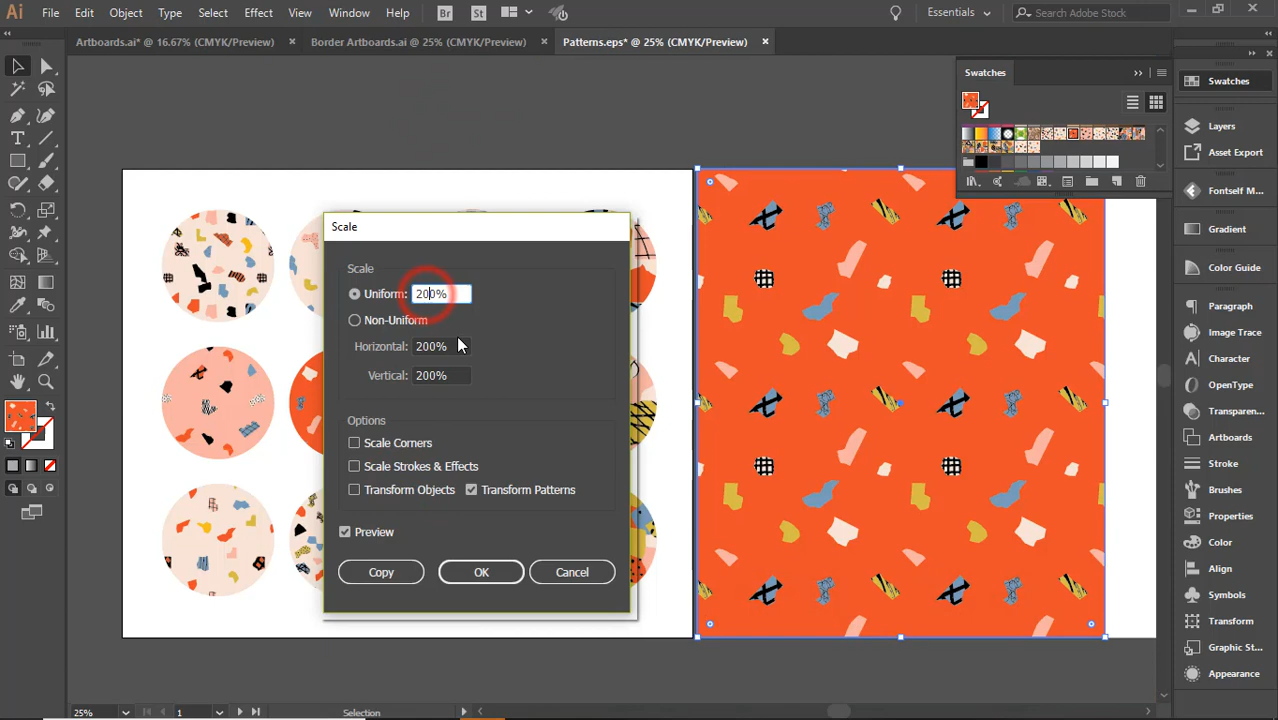 Ai File Edit Object Type Select Effect View Window Help Br St Essentials Search Adobe Stock
Artboards.ai* @ 16.67% (CMYK/Preview) × Border Artboards.ai @ 25% (CMYK/Preview) × Patterns.eps* @ 25% (CMYK/Preview) ×
Swatches
Swatches
Layers
Asset Export
Fontself M...
Gradient
Color Guide
Image Trace
Character
OpenType
Transparen...
Artboards
Stroke
Brushes
Properties
Color
Align
Symbols
Transform
Graphic St...
Appearance
Scale
Scale
Uniform: 200%
Non-Uniform
Horizontal: 200%
Vertical: 200%
Options
Scale Corners
Scale Strokes & Effects
Transform Objects Transform Patterns
Preview
Copy OK Cancel
25% 1 Selection